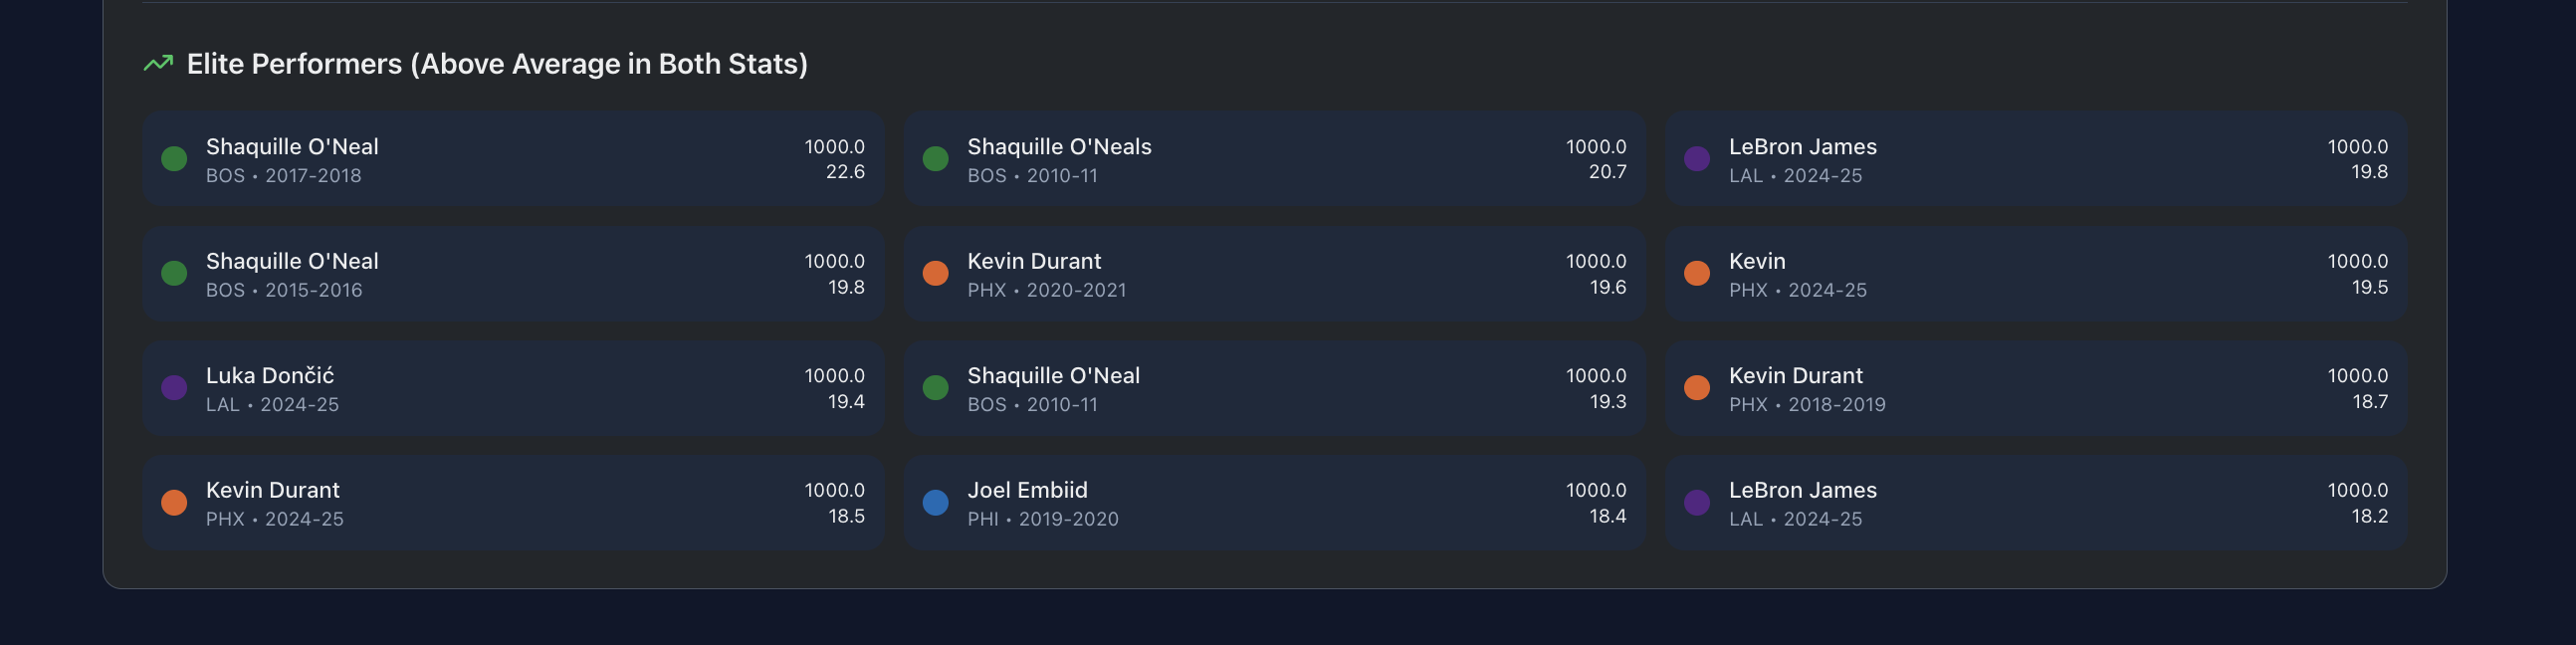 Elite Performers (Above Average in Both Stats)
Shaquille O'Neal
BOS • 2017-2018
1000.0
22.6
Shaquille O'Neals
BOS • 2010-11
1000.0
20.7
LeBron James
LAL • 2024-25
1000.0
19.8
Shaquille O'Neal
BOS • 2015-2016
1000.0
19.8
Kevin Durant
PHX • 2020-2021
1000.0
19.6
Kevin
PHX • 2024-25
1000.0
19.5
Luka Dončić
LAL • 2024-25
1000.0
19.4
Shaquille O'Neal
BOS • 2010-11
1000.0
19.3
Kevin Durant
PHX • 2018-2019
1000.0
18.7
Kevin Durant
PHX • 2024-25
1000.0
18.5
Joel Embiid
PHI • 2019-2020
1000.0
18.4
LeBron James
LAL • 2024-25
1000.0
18.2